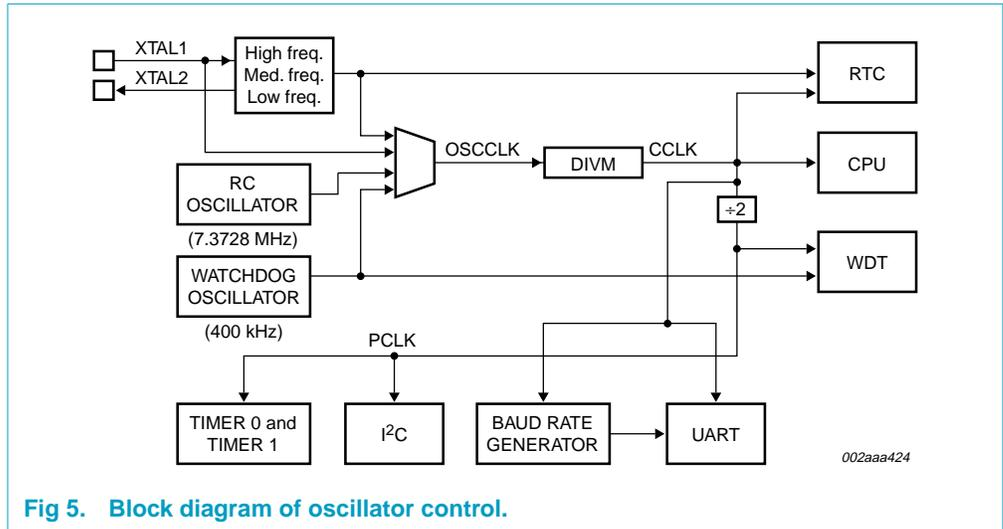 XTAL1
XTAL2
High freq.
Med. freq.
Low freq.
RTC
OSCCLK
DIVM
CCLK
CPU
RC
OSCILLATOR
(7.3728 MHz)
÷2
WATCHDOG
OSCILLATOR
(400 kHz)
WDT
PCLK
TIMER 0 and
TIMER 1
I²C
BAUD RATE
GENERATOR
UART
002aaa424
Fig 5. Block diagram of oscillator control.